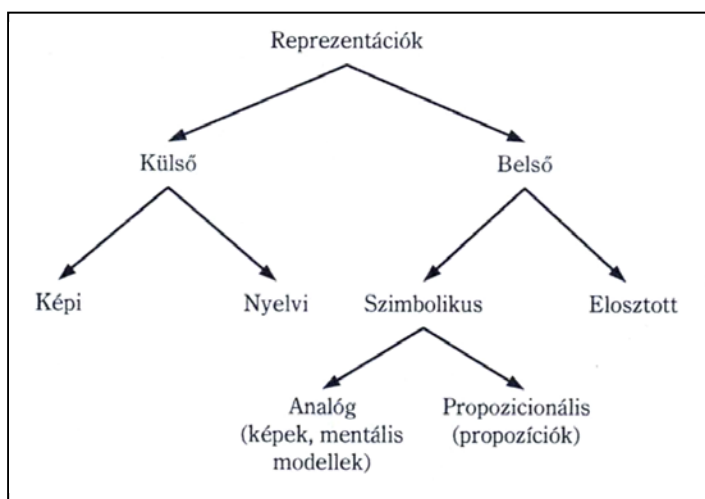 Reprezentációk
Külső
Belső
Képi
Nyelvi
Szimbolikus
Elosztott
Analóg
(képek, mentális
modellek)
Propozicionális
(propozíciók)